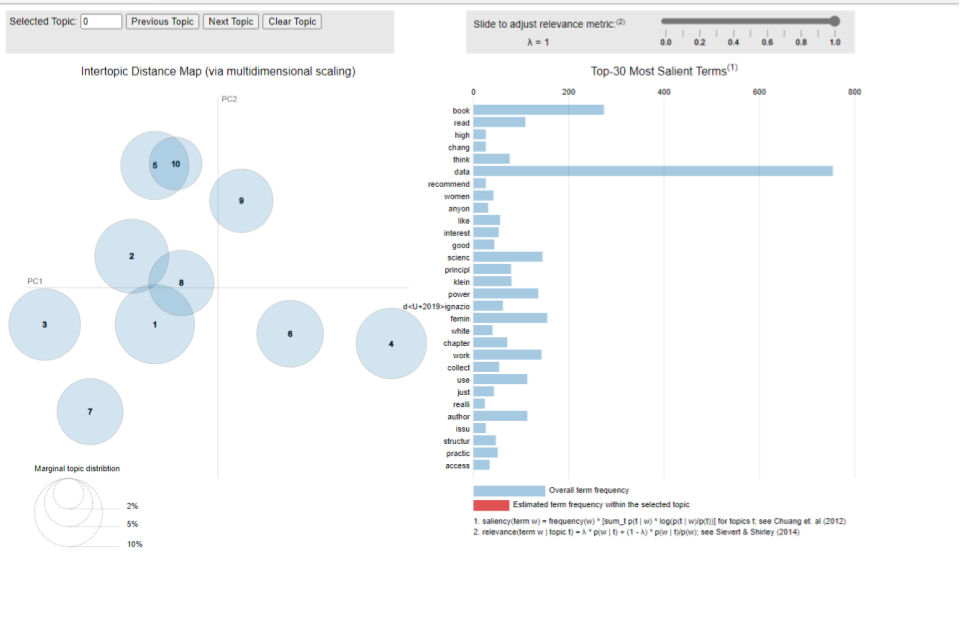 Selected Topic: 0 Previous Topic Next Topic Clear Topic
Slide to adjust relevance metric:(2)
λ = 1
0.0 0.2 0.4 0.6 0.8 1.0
Intertopic Distance Map (via multidimensional scaling)
PC2
PC1
5
10
9
2
8
3
1
6
4
7
Marginal topic distribtion
2%
5%
10%
Top-30 Most Salient Terms(1)
0 200 400 600 800
book
read
high
chang
think
data
recommend
women
anyon
like
interest
good
scienc
principl
klein
power
d<U+2019>ignazio
femin
white
chapter
work
collect
use
just
realli
author
issu
structur
practic
access
Overall term frequency
Estimated term frequency within the selected topic
1. saliency(term w) = frequency(w) * [sum_t p(t | w) * log(p(t | w)/p(t))] for topics t; see Chuang et. al (2012)
2. relevance(term w | topic t) = λ * p(w | t) + (1 - λ) * p(w | t)/p(w); see Sievert & Shirley (2014)